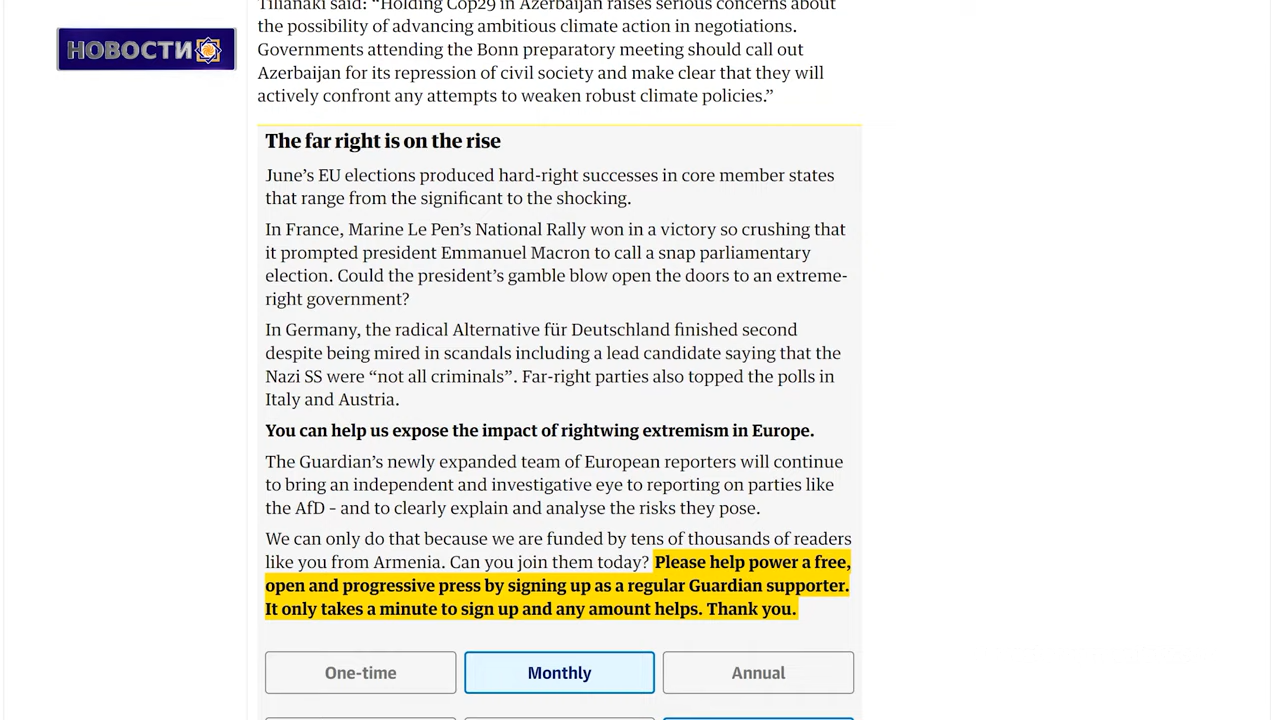 Tilianaki said: “Holding Cop29 in Azerbaijan raises serious concerns about
the possibility of advancing ambitious climate action in negotiations.
Governments attending the Bonn preparatory meeting should call out
Azerbaijan for its repression of civil society and make clear that they will
actively confront any attempts to weaken robust climate policies.”
НОВОСТИ
The far right is on the rise
June’s EU elections produced hard-right successes in core member states
that range from the significant to the shocking.
In France, Marine Le Pen’s National Rally won in a victory so crushing that
it prompted president Emmanuel Macron to call a snap parliamentary
election. Could the president’s gamble blow open the doors to an extreme-
right government?
In Germany, the radical Alternative für Deutschland finished second
despite being mired in scandals including a lead candidate saying that the
Nazi SS were “not all criminals”. Far-right parties also topped the polls in
Italy and Austria.
You can help us expose the impact of rightwing extremism in Europe.
The Guardian’s newly expanded team of European reporters will continue
to bring an independent and investigative eye to reporting on parties like
the AfD – and to clearly explain and analyse the risks they pose.
We can only do that because we are funded by tens of thousands of readers
like you from Armenia. Can you join them today? Please help power a free,
open and progressive press by signing up as a regular Guardian supporter.
It only takes a minute to sign up and any amount helps. Thank you.
One-time
Monthly
Annual